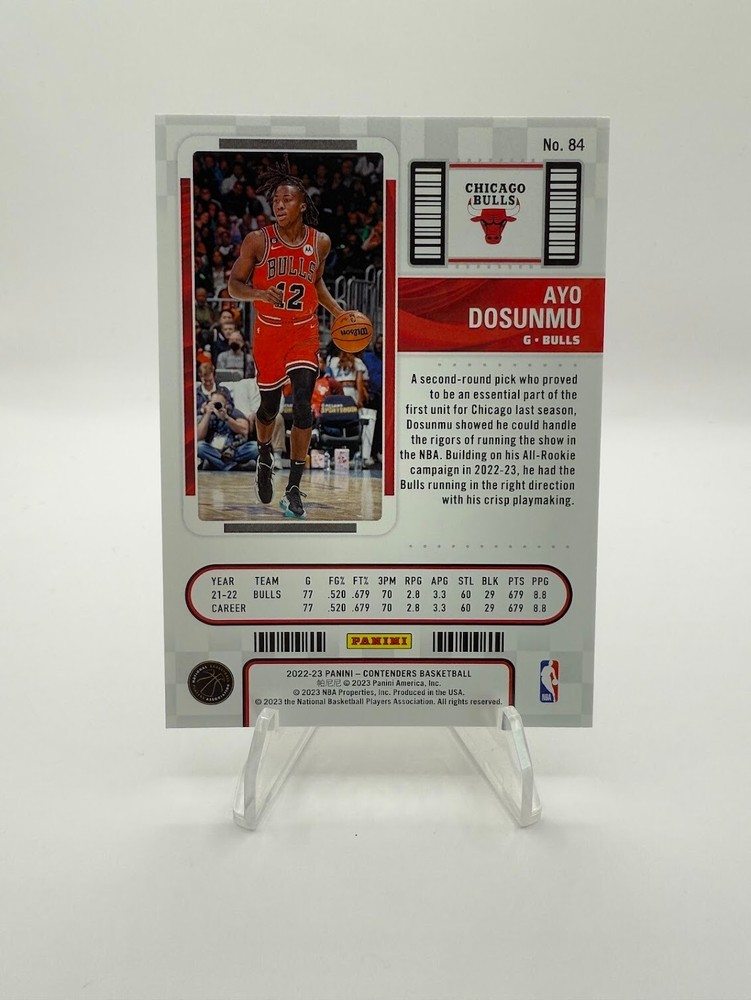 No. 84
CHICAGO
BULLS
AYO
DOSUNMU
G • BULLS
BULLS
12
Wilson
A second-round pick who proved
to be an essential part of the
first unit for Chicago last season,
Dosunmu showed he could handle
the rigors of running the show in
the NBA. Building on his All-Rookie
campaign in 2022-23, he had the
Bulls running in the right direction
with his crisp playmaking.
YEAR TEAM G FG% FT% 3PM RPG APG STL BLK PTS PPG
21-22 BULLS 77 .520 .679 70 2.8 3.3 60 29 679 8.8
CAREER 77 .520 .679 70 2.8 3.3 60 29 679 8.8
PANINI
2022-23 PANINI – CONTENDERS BASKETBALL
帕尼尼 © 2023 Panini America, Inc.
© 2023 NBA Properties, Inc. Produced in the USA.
© 2023 the National Basketball Players Association. All rights reserved.
NBA